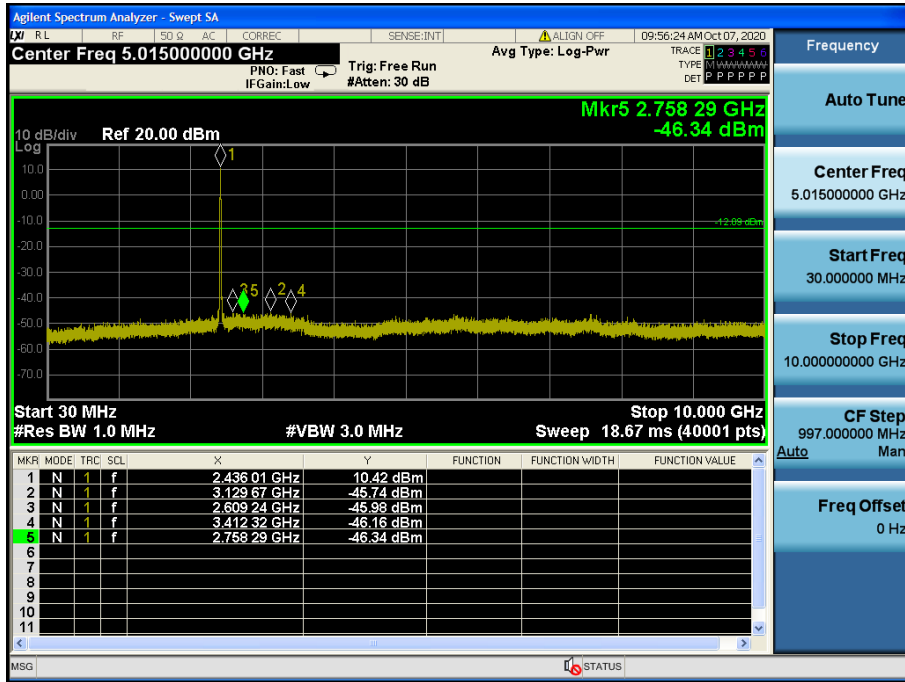 Agilent Spectrum Analyzer - Swept SA
LXI RL RF 50 Ω AC CORREC SENSE:INT ALIGN OFF 09:56:24 AM Oct 07, 2020
Center Freq 5.015000000 GHz
PNO: Fast
IFGain:Low
Trig: Free Run
#Atten: 30 dB
Avg Type: Log-Pwr
TRACE 1 2 3 4 5 6
TYPE M WWWWW
DET P P P P P P
Mkr5 2.758 29 GHz
-46.34 dBm
10 dB/div Ref 20.00 dBm
Log
10.0
0.00
-10.0
-20.0
-30.0
-40.0
-50.0
-60.0
-70.0
1
-12.09 dBm
3 5 2 4
Start 30 MHz
Stop 10.000 GHz
#Res BW 1.0 MHz
#VBW 3.0 MHz
Sweep 18.67 ms (40001 pts)
MKR MODE TRC SCL X Y FUNCTION FUNCTION WIDTH FUNCTION VALUE
1 N 1 f 2.436 01 GHz 10.42 dBm
2 N 1 f 3.129 67 GHz -45.74 dBm
3 N 1 f 2.609 24 GHz -45.98 dBm
4 N 1 f 3.412 32 GHz -46.16 dBm
5 N 1 f 2.758 29 GHz -46.34 dBm
6
7
8
9
10
11
MSG
STATUS
Frequency
Auto Tune
Center Freq
5.015000000 GHz
Start Freq
30.000000 MHz
Stop Freq
10.000000000 GHz
CF Step
997.000000 MHz
Auto Man
Freq Offset
0 Hz